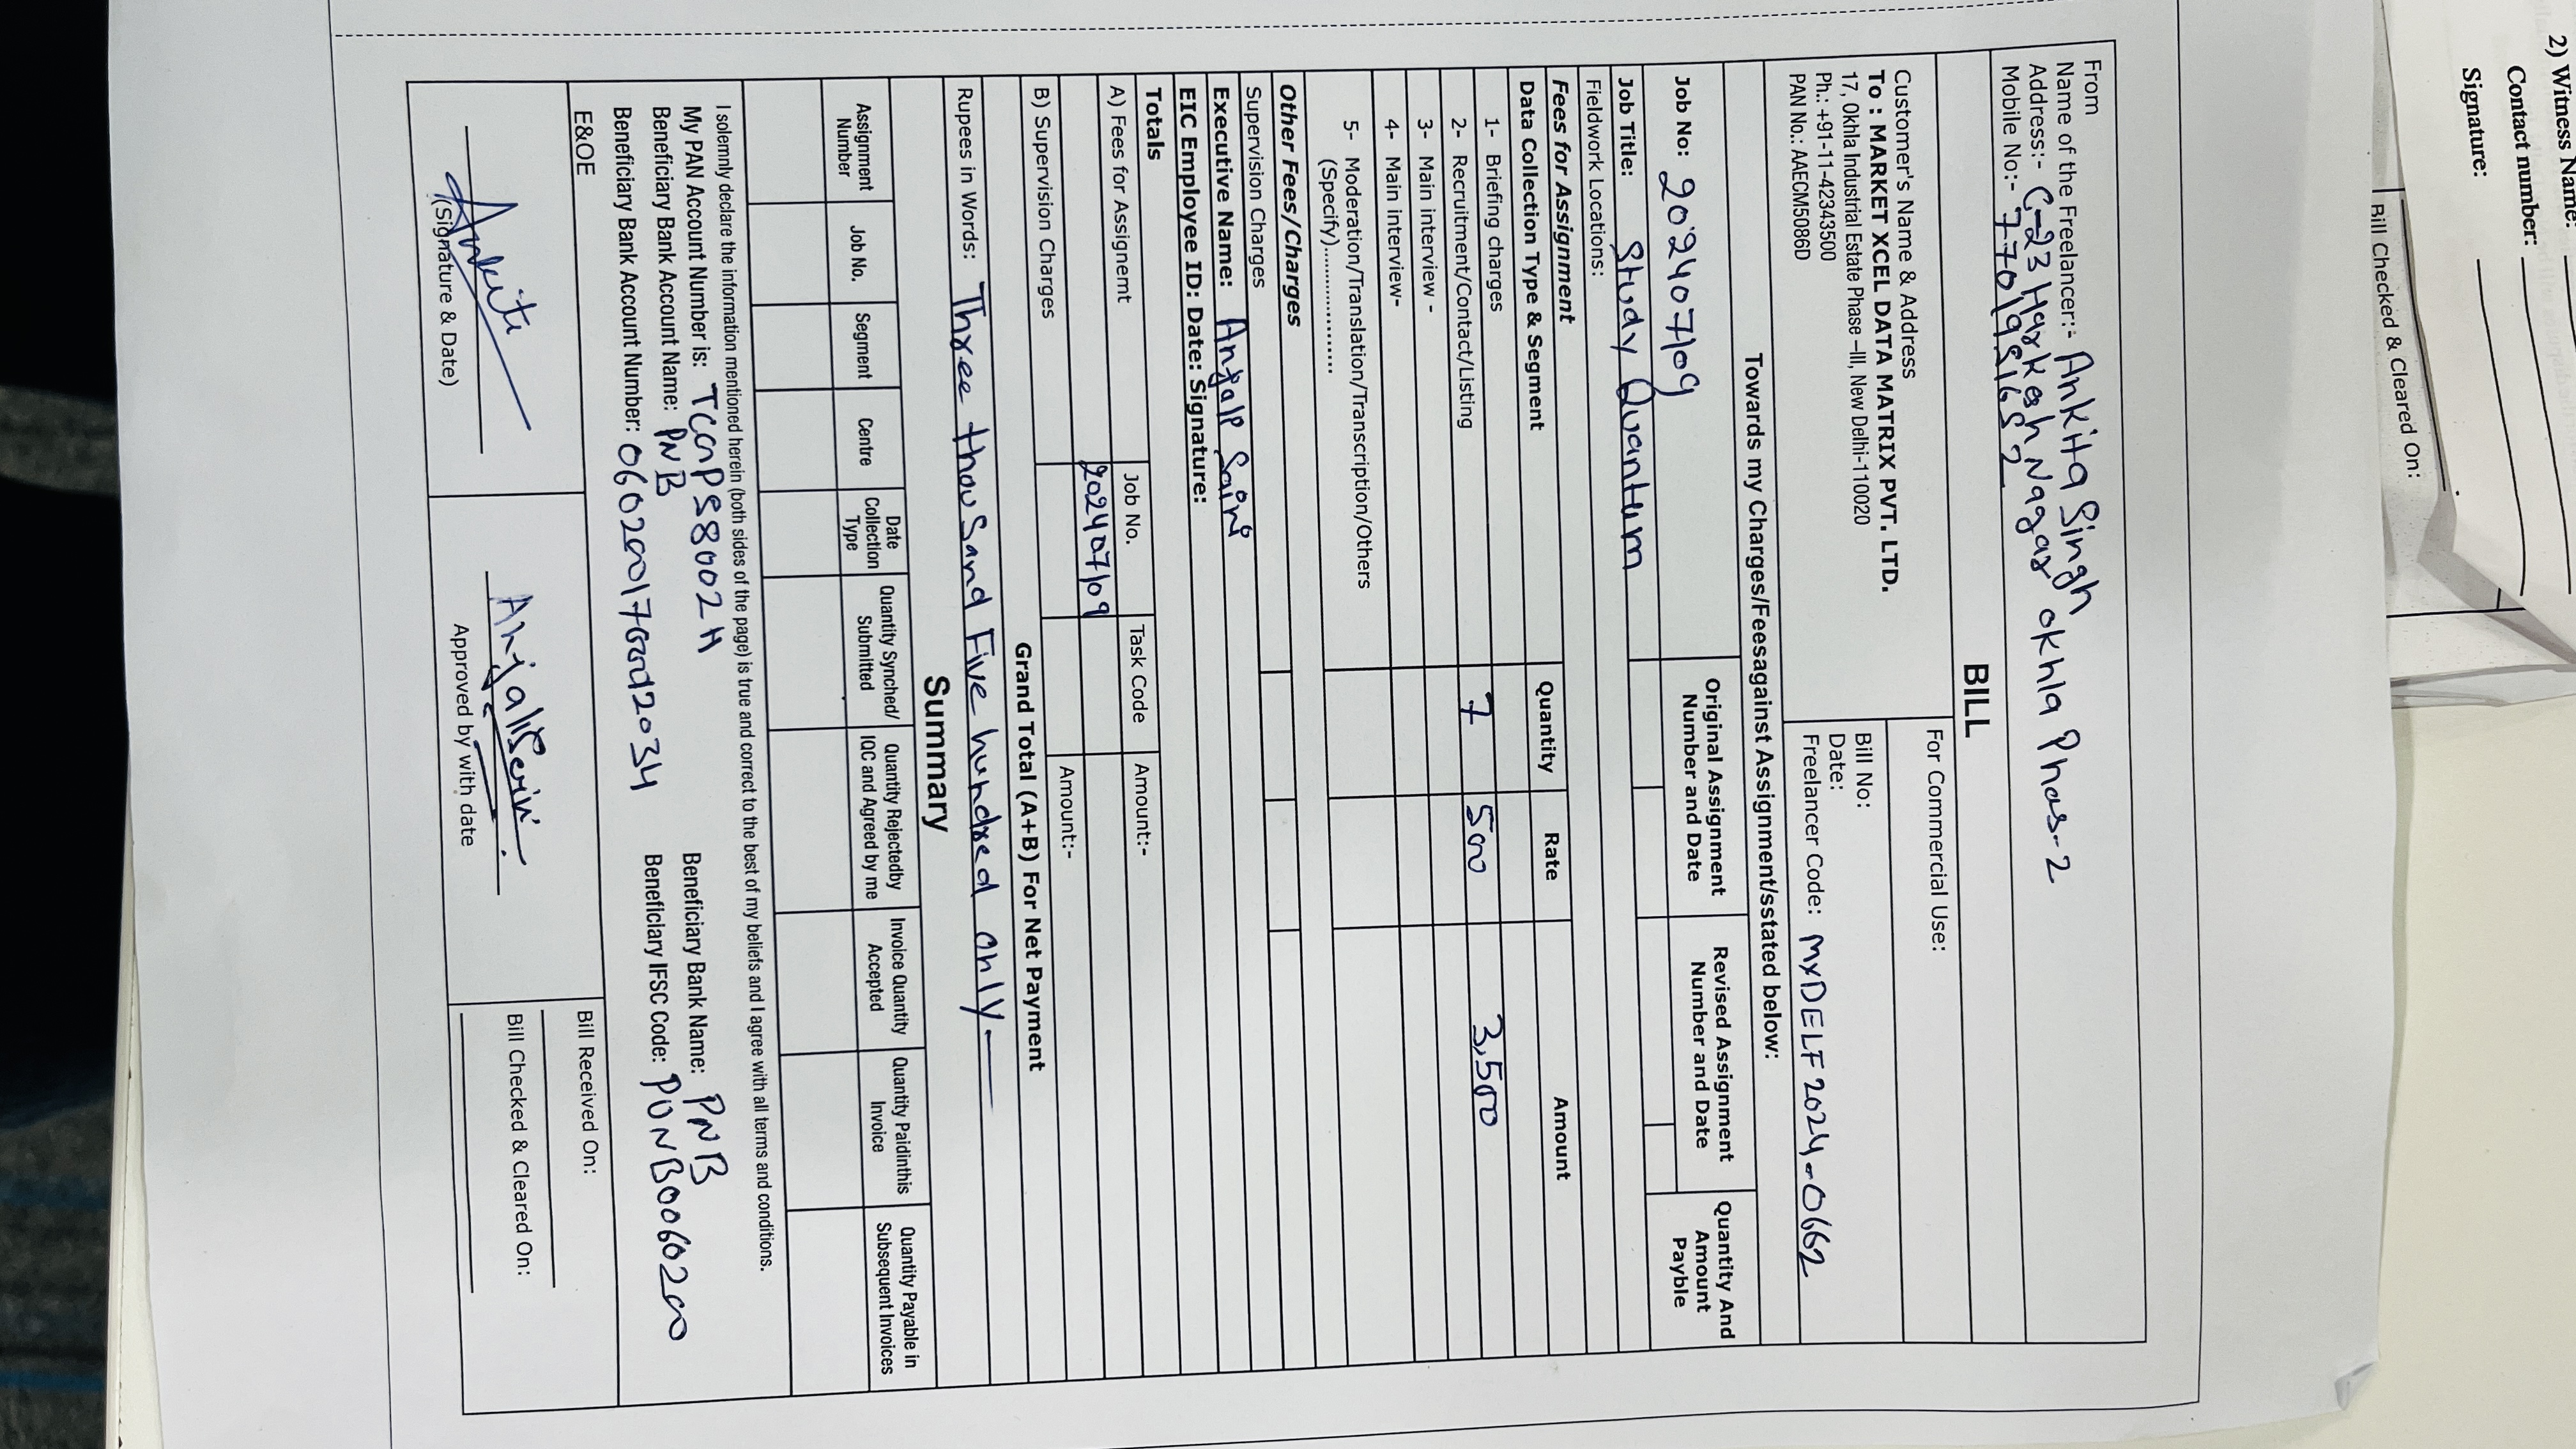 2) Witness Name:
Contact number:
Signature:
Bill Checked & Cleared On:
From
Name of the Freelancer:- Ankita Singh
Address:- C-23 Harkesh Nagar okhla Phas-2
Mobile No:- 7701981652
BILL
Customer's Name & Address
To : MARKET XCEL DATA MATRIX PVT. LTD.
17, Okhla Industrial Estate Phase –III, New Delhi-110020
Ph.: +91-11-42343500
PAN No.: AAECM5086D
For Commercial Use:
Bill No:
Date:
Freelancer Code: MXDELF2024-0662
Towards my Charges/Feesagainst Assignment/sstated below:
Job No: 202407109
Original Assignment Number and Date
Revised Assignment Number and Date
Quantity And Amount Payble
Job Title: Study Quantum
Fieldwork Locations:
Fees for Assignment
Data Collection Type & Segment Quantity Rate Amount
1- Briefing charges
2- Recruitment/Contact/Listing 7 500 3,500
3- Main interview -
4- Main interview-
5- Moderation/Translation/Transcription/Others
(Specify)..............
Other Fees/Charges
Supervision Charges
Executive Name: Anjali Saini
EIC Employee ID: Date: Signature:
Totals Job No. Task Code Amount:-
A) Fees for Assignemt 202407109
B) Supervision Charges Amount:-
Grand Total (A+B) For Net Payment
Rupees in Words: Three thouSand Five hundred only
Summary
Assignment Number
Job No.
Segment
Centre
Date Collection Type
Quantity Synched/ Submitted
Quantity Rejectedby IQC and Agreed by me
Invoice Quantity Accepted
Quantity Paidinthis Invoice
Quantity Payable in Subsequent Invoices
I solemnly declare the information mentioned herein (both sides of the page) is true and correct to the best of my beliefs and I agree with all terms and conditions.
My PAN Account Number is: Beneficiary Bank Name: PNB
Beneficiary Bank Account Name: PNB Beneficlary IFSC Code: PUNB0060200
Beneficiary Bank Account Number:
E&OE
Ankita
(Signature & Date)
Anjali Saini
Approved by with date
Bill Received On:
Bill Checked & Cleared On: